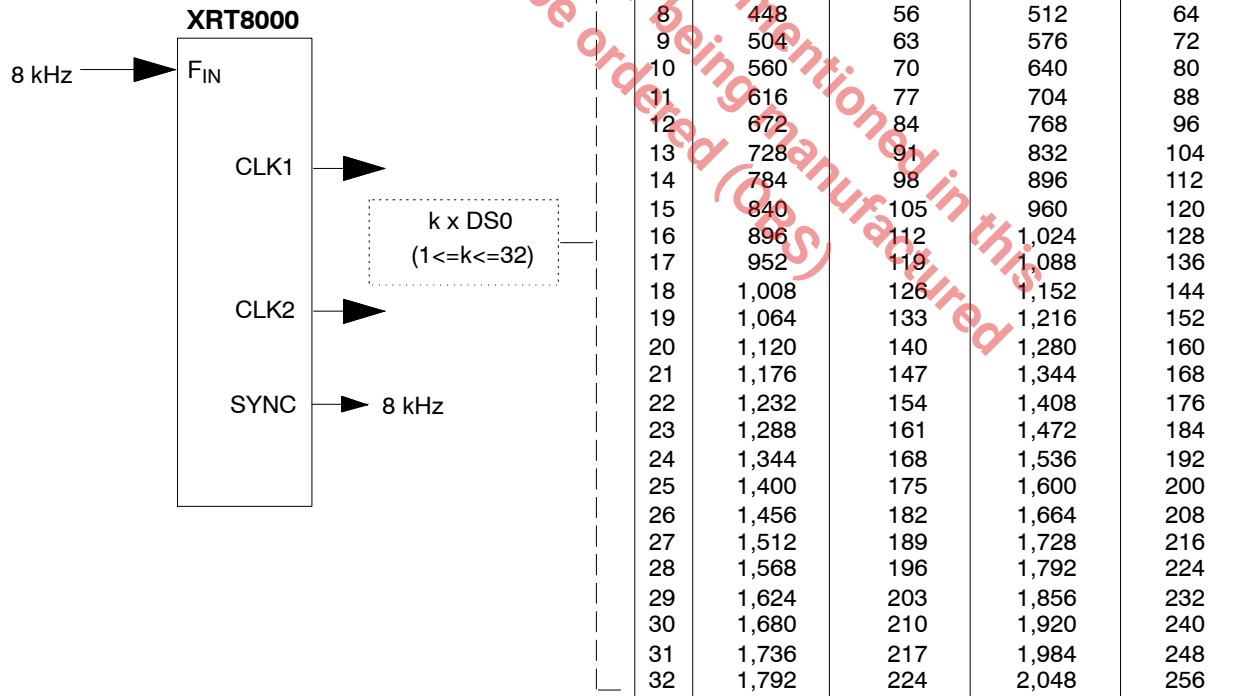 XRT8000
8 kHz
FIN
CLK1
k x DS0
(1<=k<=32)
CLK2
SYNC
8 kHz
8 448 56 512 64
9 504 63 576 72
10 560 70 640 80
11 616 77 704 88
12 672 84 768 96
13 728 91 832 104
14 784 98 896 112
15 840 105 960 120
16 896 112 1,024 128
17 952 119 1,088 136
18 1,008 126 1,152 144
19 1,064 133 1,216 152
20 1,120 140 1,280 160
21 1,176 147 1,344 168
22 1,232 154 1,408 176
23 1,288 161 1,472 184
24 1,344 168 1,536 192
25 1,400 175 1,600 200
26 1,456 182 1,664 208
27 1,512 189 1,728 216
28 1,568 196 1,792 224
29 1,624 203 1,856 232
30 1,680 210 1,920 240
31 1,736 217 1,984 248
32 1,792 224 2,048 256
mentioned in this
being manufactured
be ordered (OBS)